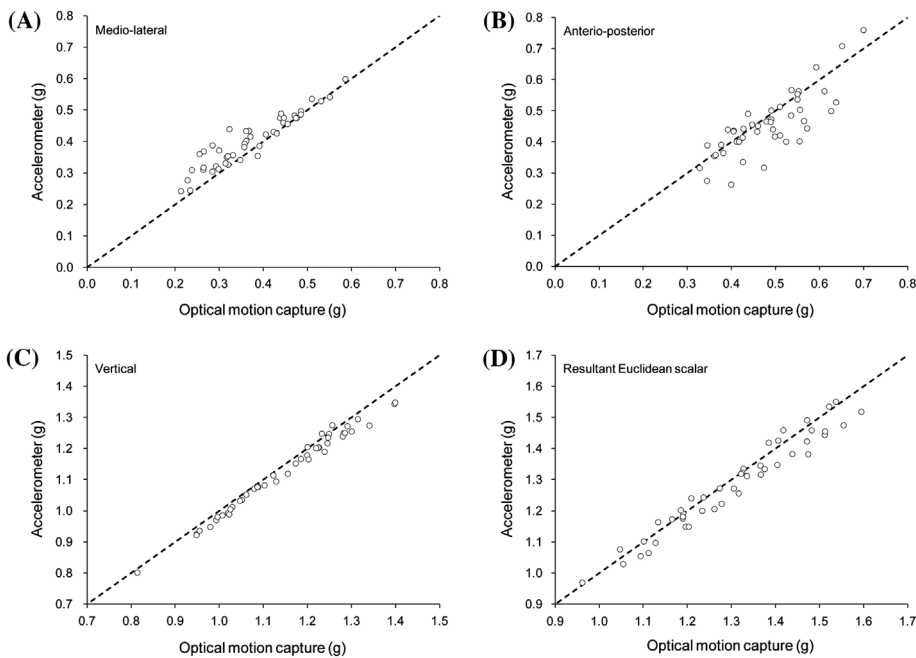 (A)
Medio-lateral
Accelerometer (g)
0.8
0.7
0.6
0.5
0.4
0.3
0.2
0.1
0.0
0.0 0.1 0.2 0.3 0.4 0.5 0.6 0.7 0.8
Optical motion capture (g)
(B)
Anterio-posterior
Accelerometer (g)
0.8
0.7
0.6
0.5
0.4
0.3
0.2
0.1
0.0
0.0 0.1 0.2 0.3 0.4 0.5 0.6 0.7 0.8
Optical motion capture (g)
(C)
Vertical
Accelerometer (g)
1.5
1.4
1.3
1.2
1.1
1.0
0.9
0.8
0.7
0.7 0.8 0.9 1.0 1.1 1.2 1.3 1.4 1.5
Optical motion capture (g)
(D)
Resultant Euclidean scalar
Accelerometer (g)
1.7
1.6
1.5
1.4
1.3
1.2
1.1
1.0
0.9
0.9 1.0 1.1 1.2 1.3 1.4 1.5 1.6 1.7
Optical motion capture (g)